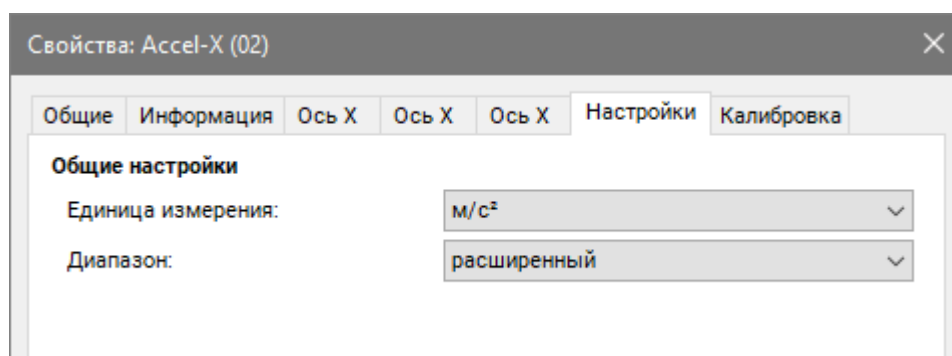 Свойства: Accel-X (02)
Общие Информация Ось X Ось X Ось X Настройки Калибровка
Общие настройки
Единица измерения: м/с²
Диапазон: расширенный